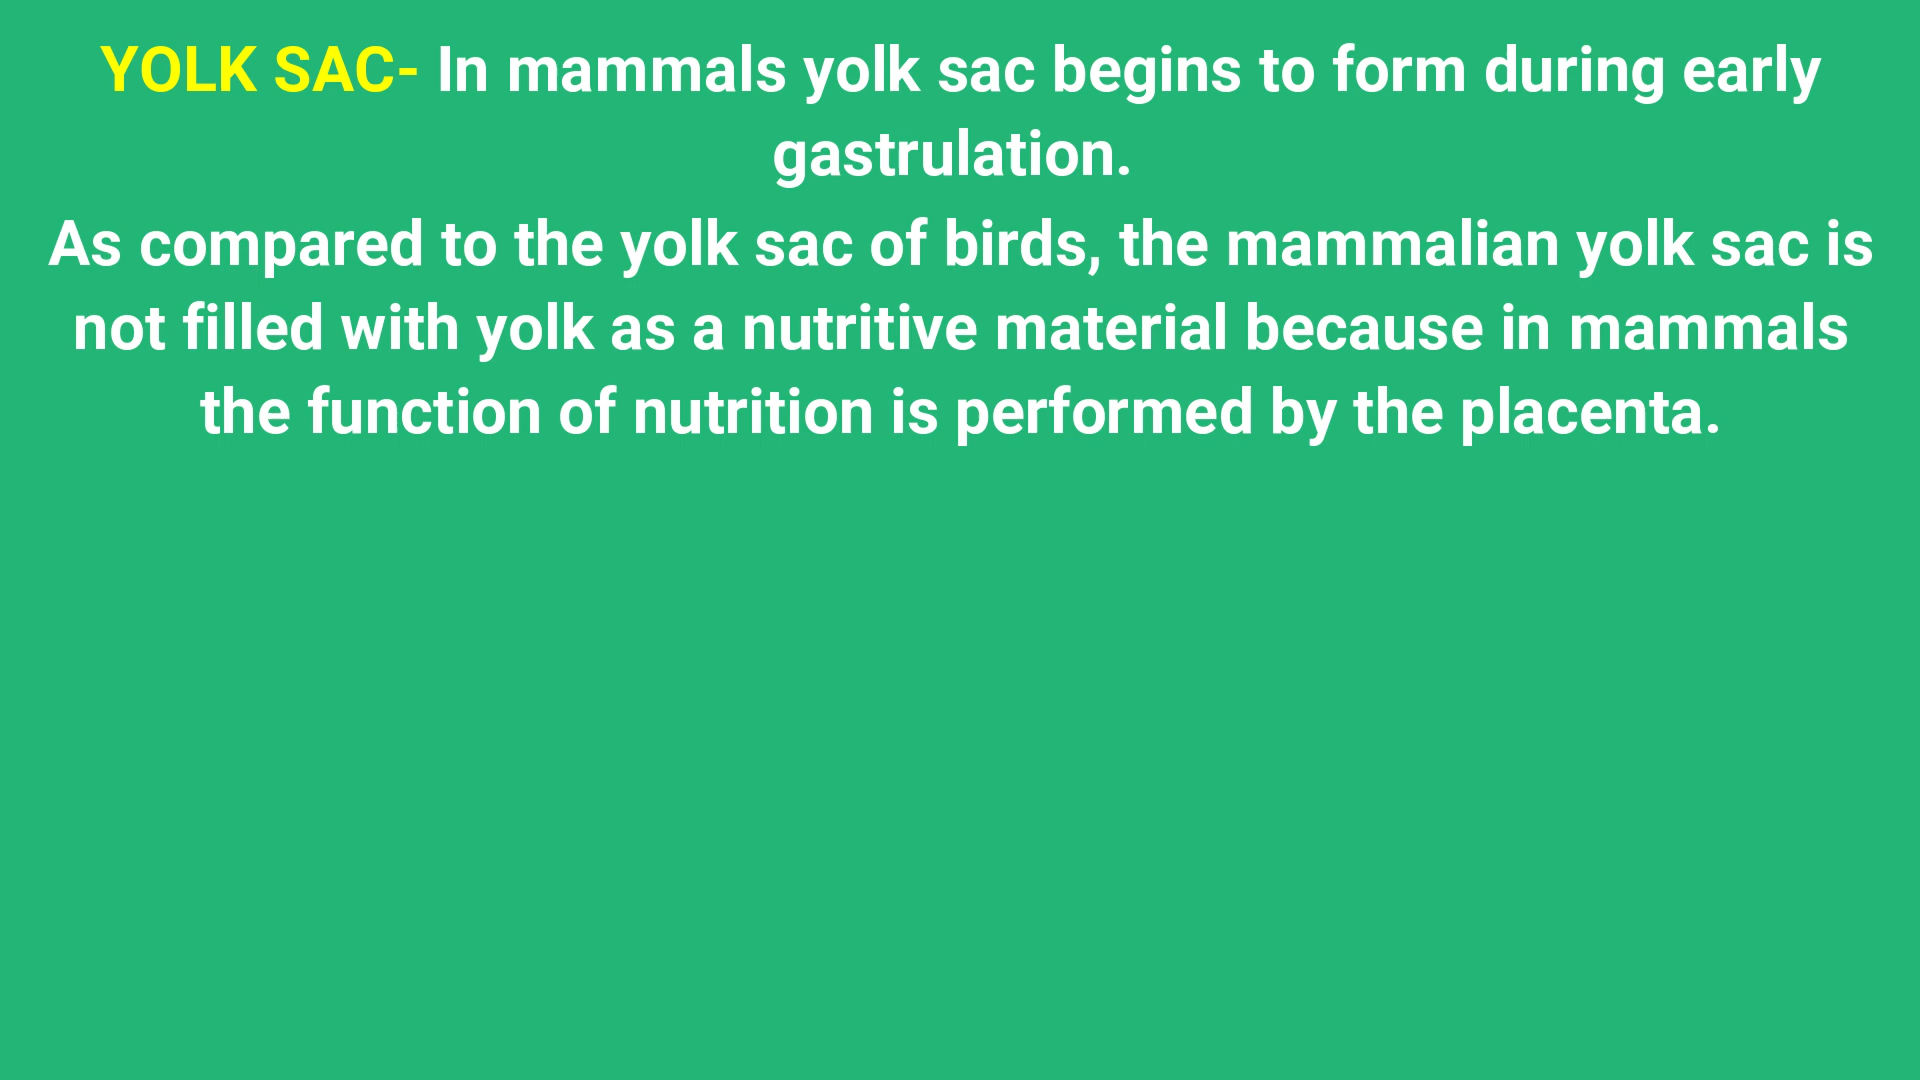 YOLK SAC- In mammals yolk sac begins to form during early
gastrulation.
As compared to the yolk sac of birds, the mammalian yolk sac is
not filled with yolk as a nutritive material because in mammals
the function of nutrition is performed by the placenta.